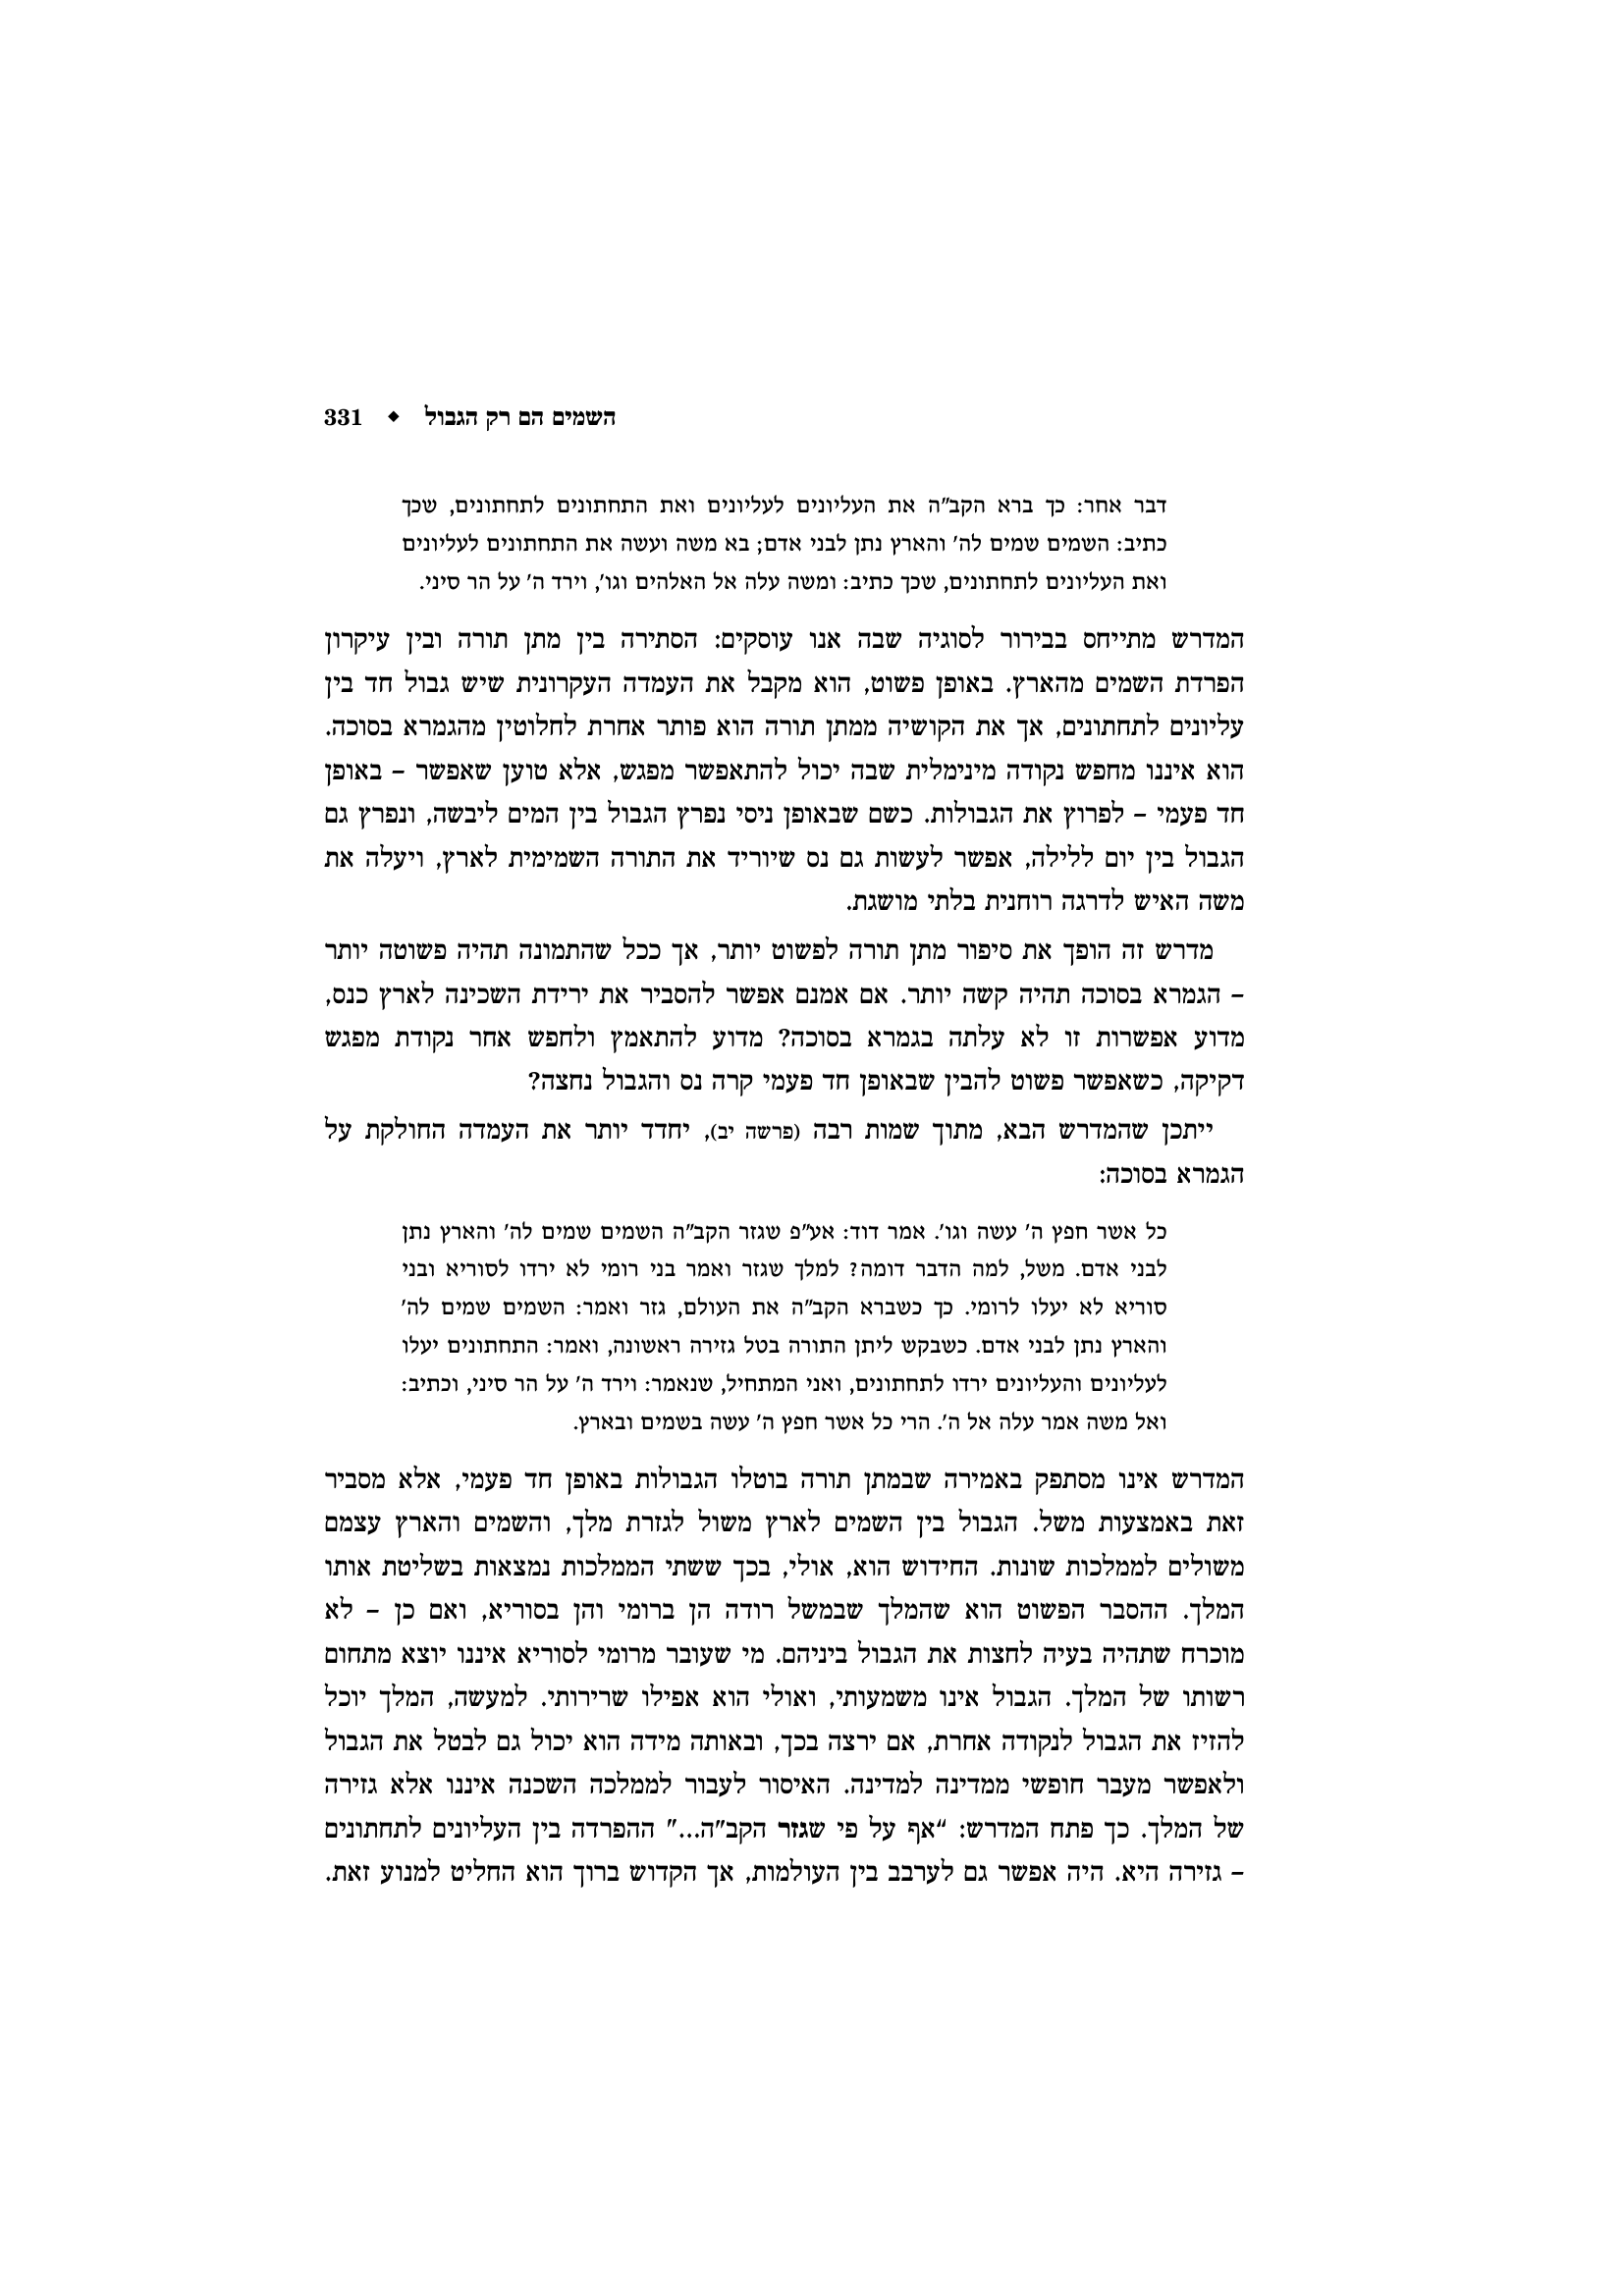 השמים הם רק הגבול ◆ 331
דבר אחר: כך ברא הקב"ה את העליונים לעליונים ואת התחתונים לתחתונים, שכך
כתיב: השמים שמים לה' והארץ נתן לבני אדם; בא משה ועשה את התחתונים לעליונים
ואת העליונים לתחתונים, שכך כתיב: ומשה עלה אל האלהים וגו', וירד ה' על הר סיני.
המדרש מתייחס בבירור לסוגיה שבה אנו עוסקים: הסתירה בין מתן תורה ובין עיקרון
הפרדת השמים מהארץ. באופן פשוט, הוא מקבל את העמדה העקרונית שיש גבול חד בין
עליונים לתחתונים, אך את הקושיה ממתן תורה הוא פותר אחרת לחלוטין מהגמרא בסוכה.
הוא איננו מחפש נקודה מינימלית שבה יכול להתאפשר מפגש, אלא טוען שאפשר – באופן
חד פעמי – לפרוץ את הגבולות. כשם שבאופן ניסי נפרץ הגבול בין המים ליבשה, ונפרץ גם
הגבול בין יום ללילה, אפשר לעשות גם נס שיוריד את התורה השמימית לארץ, ויעלה את
משה האיש לדרגה רוחנית בלתי מושגת.
מדרש זה הופך את סיפור מתן תורה לפשוט יותר, אך ככל שהתמונה תהיה פשוטה יותר
– הגמרא בסוכה תהיה קשה יותר. אם אמנם אפשר להסביר את ירידת השכינה לארץ כנס,
מדוע אפשרות זו לא עלתה בגמרא בסוכה? מדוע להתאמץ ולחפש אחר נקודת מפגש
דקיקה, כשאפשר פשוט להבין שבאופן חד פעמי קרה נס והגבול נחצה?
ייתכן שהמדרש הבא, מתוך שמות רבה (פרשה יב), יחדד יותר את העמדה החולקת על
הגמרא בסוכה:
כל אשר חפץ ה' עשה וגו'. אמר דוד: אע"פ שגזר הקב"ה השמים שמים לה' והארץ נתן
לבני אדם. משל, למה הדבר דומה? למלך שגזר ואמר בני רומי לא ירדו לסוריא ובני
סוריא לא יעלו לרומי. כך כשברא הקב"ה את העולם, גזר ואמר: השמים שמים לה'
והארץ נתן לבני אדם. כשבקש ליתן התורה בטל גזירה ראשונה, ואמר: התחתונים יעלו
לעליונים והעליונים ירדו לתחתונים, ואני המתחיל, שנאמר: וירד ה' על הר סיני, וכתיב:
ואל משה אמר עלה אל ה'. הרי כל אשר חפץ ה' עשה בשמים ובארץ.
המדרש אינו מסתפק באמירה שבמתן תורה בוטלו הגבולות באופן חד פעמי, אלא מסביר
זאת באמצעות משל. הגבול בין השמים לארץ משול לגזרת מלך, והשמים והארץ עצמם
משולים לממלכות שונות. החידוש הוא, אולי, בכך ששתי הממלכות נמצאות בשליטת אותו
המלך. ההסבר הפשוט הוא שהמלך שבמשל רודה הן ברומי והן בסוריא, ואם כן – לא
מוכרח שתהיה בעיה לחצות את הגבול ביניהם. מי שעובר מרומי לסוריא איננו יוצא מתחום
רשותו של המלך. הגבול אינו משמעותי, ואולי הוא אפילו שרירותי. למעשה, המלך יוכל
להזיז את הגבול לנקודה אחרת, אם ירצה בכך, ובאותה מידה הוא יכול גם לבטל את הגבול
ולאפשר מעבר חופשי ממדינה למדינה. האיסור לעבור לממלכה השכנה איננו אלא גזירה
של המלך. כך פתח המדרש: "אף על פי שגזר הקב"ה..." ההפרדה בין העליונים לתחתונים
– גזירה היא. היה אפשר גם לערבב בין העולמות, אך הקדוש ברוך הוא החליט למנוע זאת.